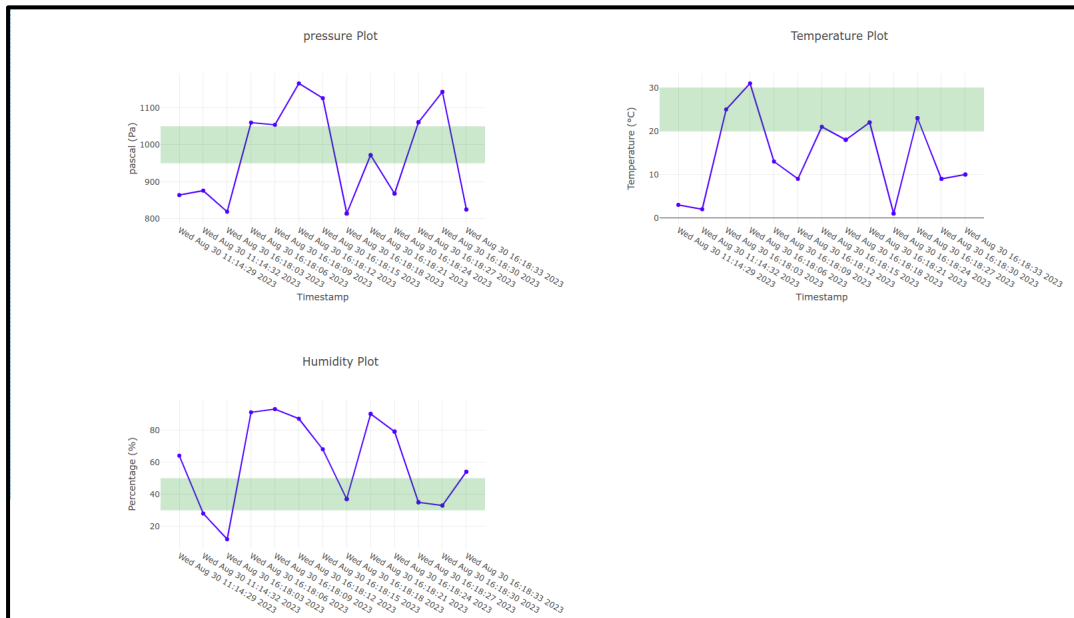 pressure Plot
pascal (Pa)
1100
1000
900
800
Wed Aug 30 11:14:29 2023
Wed Aug 30 11:14:32 2023
Wed Aug 30 16:18:03 2023
Wed Aug 30 16:18:06 2023
Wed Aug 30 16:18:09 2023
Wed Aug 30 16:18:12 2023
Wed Aug 30 16:18:15 2023
Wed Aug 30 16:18:18 2023
Wed Aug 30 16:18:21 2023
Wed Aug 30 16:18:24 2023
Wed Aug 30 16:18:27 2023
Wed Aug 30 16:18:30 2023
Wed Aug 30 16:18:33 2023
Timestamp
Temperature Plot
Temperature (°C)
30
20
10
0
Wed Aug 30 11:14:29 2023
Wed Aug 30 11:14:32 2023
Wed Aug 30 16:18:03 2023
Wed Aug 30 16:18:06 2023
Wed Aug 30 16:18:09 2023
Wed Aug 30 16:18:12 2023
Wed Aug 30 16:18:15 2023
Wed Aug 30 16:18:18 2023
Wed Aug 30 16:18:21 2023
Wed Aug 30 16:18:24 2023
Wed Aug 30 16:18:27 2023
Wed Aug 30 16:18:30 2023
Wed Aug 30 16:18:33 2023
Timestamp
Humidity Plot
Percentage (%)
80
60
40
20
Wed Aug 30 11:14:29 2023
Wed Aug 30 11:14:32 2023
Wed Aug 30 16:18:03 2023
Wed Aug 30 16:18:06 2023
Wed Aug 30 16:18:09 2023
Wed Aug 30 16:18:12 2023
Wed Aug 30 16:18:15 2023
Wed Aug 30 16:18:18 2023
Wed Aug 30 16:18:21 2023
Wed Aug 30 16:18:24 2023
Wed Aug 30 16:18:27 2023
Wed Aug 30 16:18:30 2023
Wed Aug 30 16:18:33 2023